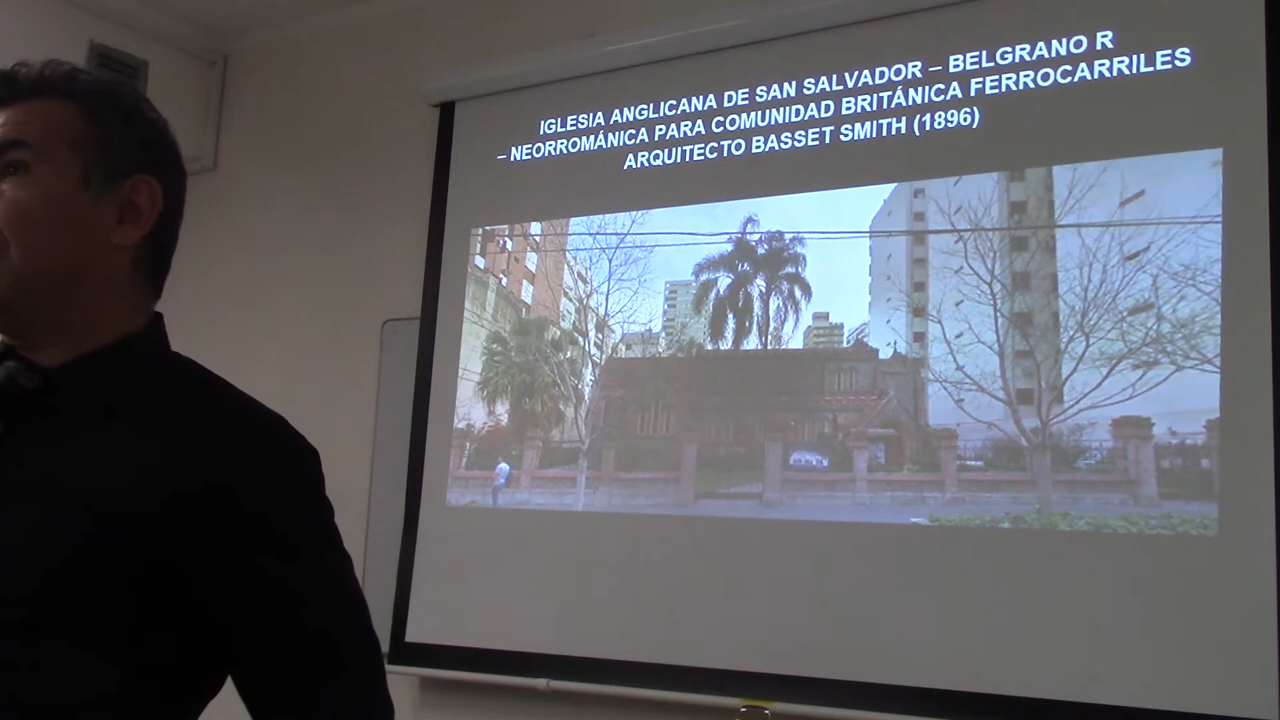 IGLESIA ANGLICANA DE SAN SALVADOR – BELGRANO R
– NEORROMÁNICA PARA COMUNIDAD BRITÁNICA FERROCARRILES
ARQUITECTO BASSET SMITH (1896)